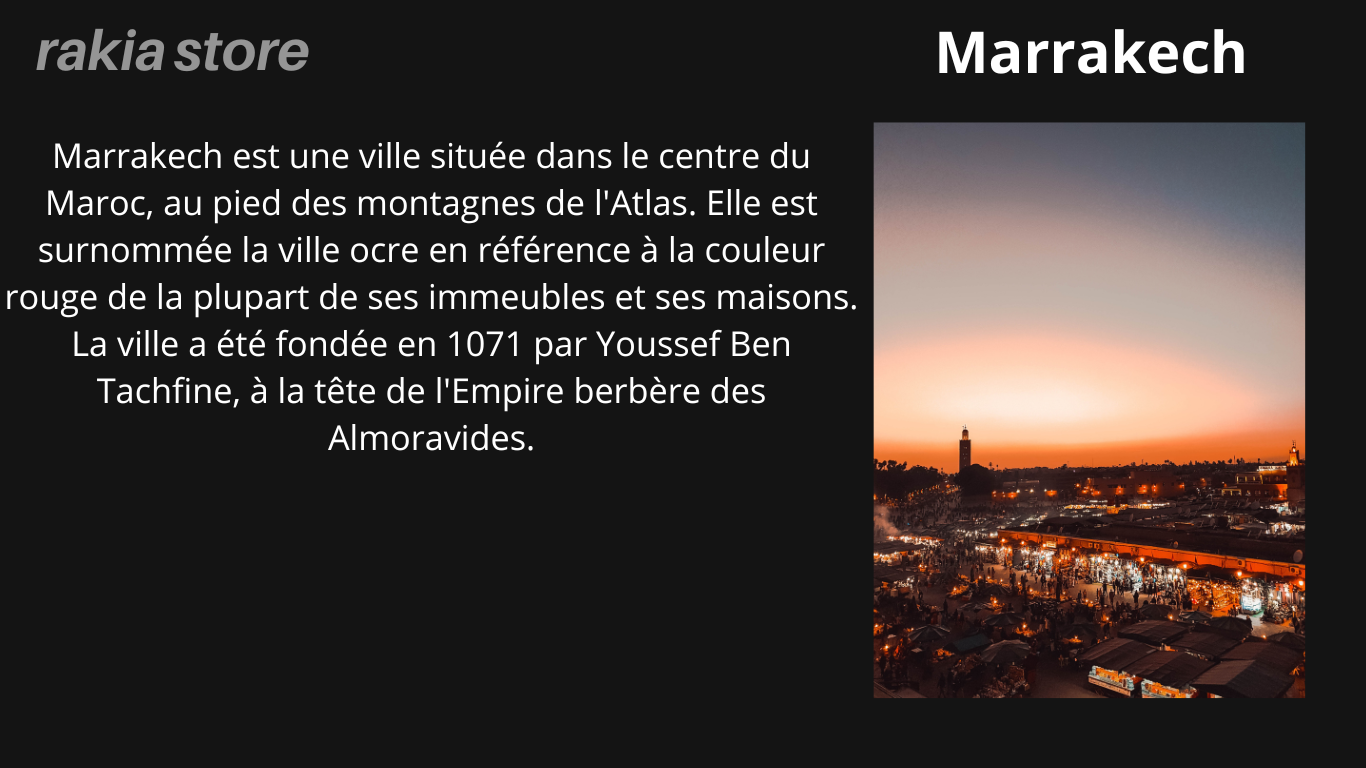 rakia store
Marrakech
Marrakech est une ville située dans le centre du
Maroc, au pied des montagnes de l'Atlas. Elle est
surnommée la ville ocre en référence à la couleur
rouge de la plupart de ses immeubles et ses maisons.
La ville a été fondée en 1071 par Youssef Ben
Tachfine, à la tête de l'Empire berbère des
Almoravides.